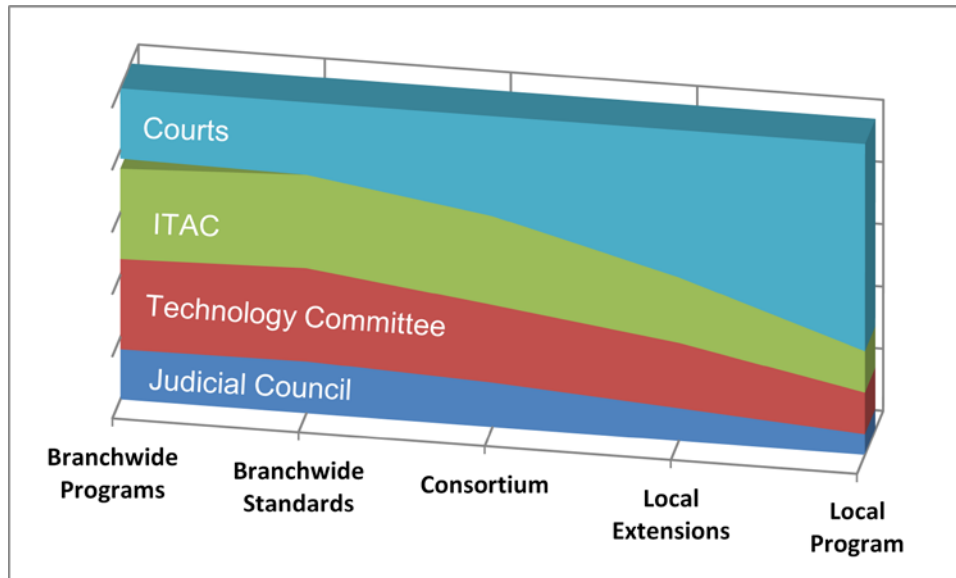 Courts
ITAC
Technology Committee
Judicial Council
Branchwide
Programs
Branchwide
Standards
Consortium
Local
Extensions
Local
Program